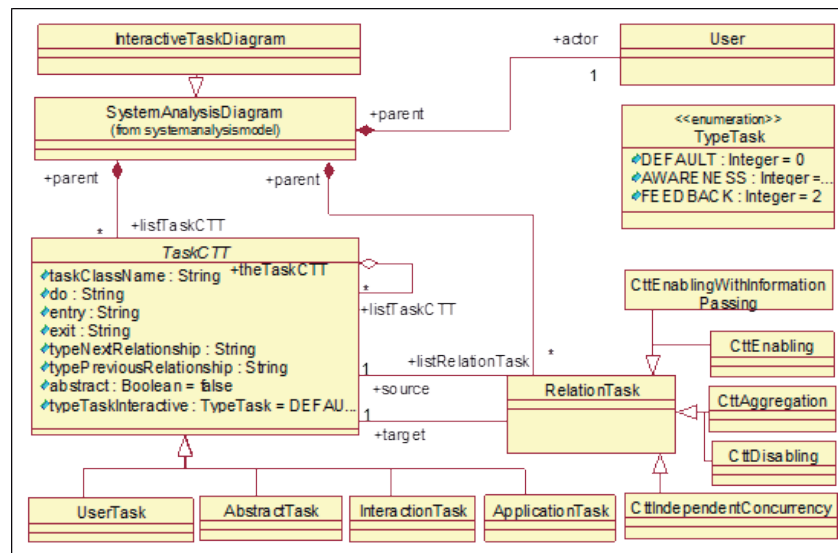 InteractiveTaskDiagram
+actor
User
1
SystemAnalysisDiagram
(from systemanalysismodel)
+parent
<<enumeration>>
TypeTask
DEFAULT : Integer = 0
AWARENESS : Integer =...
FEEDBACK : Integer = 2
+parent
+parent
*
+listTaskCTT
TaskCTT
taskClassName : String
do : String
entry : String
exit : String
typeNextRelationship : String
typePreviousRelationship : String
abstract : Boolean = false
typeTaskInteractive : TypeTask = DEFAU...
+theTaskCTT
*
+listTaskCTT
CttEnablingWithInformation
Passing
CttEnabling
1
+listRelationTask
*
+source
RelationTask
CttAggregation
1
+target
CttDisabling
UserTask
AbstractTask
InteractionTask
ApplicationTask
CttIndependentConcurrency